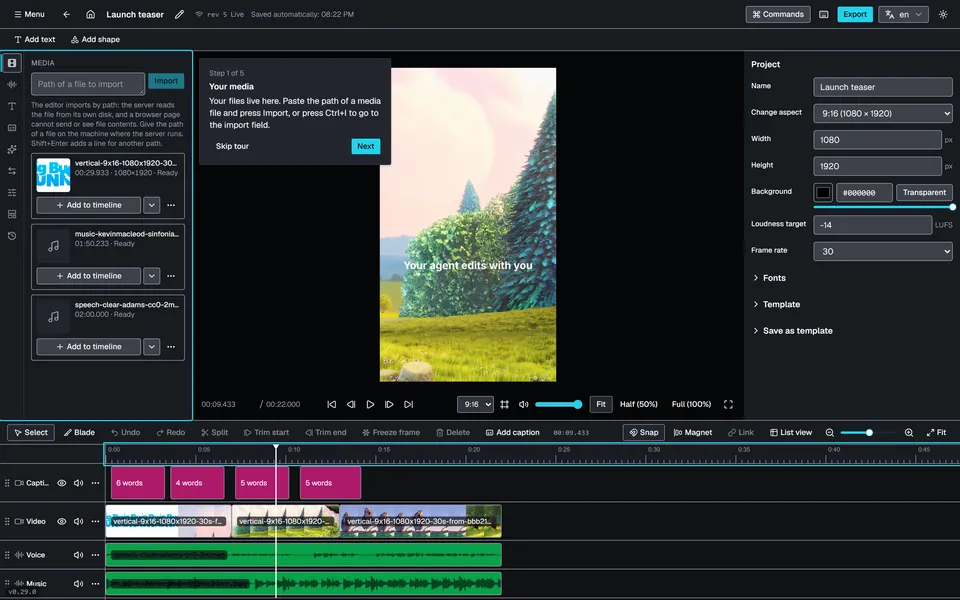 Menu
Launch teaser
rev 5 Live
Saved automatically: 08:22 PM
Commands
Export
en
Add text
Add shape
MEDIA
Path of a file to import
Import
The editor imports by path: the server reads
the file from its own disk, and a browser page
cannot send or see file contents. Give the path
of a file on the machine where the server runs.
Shift+Enter adds a line for another path.
vertical-9x16-1080x1920-30...
00:29.933 · 1080×1920 · Ready
+ Add to timeline
music-kevinmacleod-sinfonia...
01:50.233 · Ready
+ Add to timeline
speech-clear-adams-cc0-2m...
02:00.000 · Ready
+ Add to timeline
Step 1 of 5
Your media
Your files live here. Paste the path of a media
file and press Import, or press Ctrl+I to go to
the import field.
Skip tour
Next
Your agent edits with you
00:09.433 / 00:22.000
9:16
Fit
Half (50%)
Full (100%)
Project
Name
Launch teaser
Change aspect
9:16 (1080 × 1920)
Width
1080
px
Height
1920
px
Background
#000000
Transparent
Loudness target
-14
LUFS
Frame rate
30
Fonts
Template
Save as template
Select
Blade
Undo
Redo
Split
Trim start
Trim end
Freeze frame
Delete
Add caption
00:09.433
Snap
Magnet
Link
List view
Fit
0:00
0:05
0:10
0:15
0:20
0:25
0:30
0:35
0:40
0:45
Capti...
6 words
4 words
5 words
5 words
Video
vertical-9x16-1080x1920-30s-f...
vertical-9x16-1080x1920-...
vertical-9x16-1080x1920-30s-from-bbb21...
Voice
Music
v0.29.0